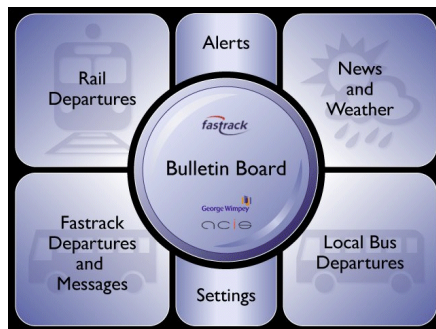 Rail
Departures
Alerts
News
and
Weather
fastrack
Bulletin Board
George Wimpey
acis
Fastrack
Departures
and
Messages
Settings
Local Bus
Departures